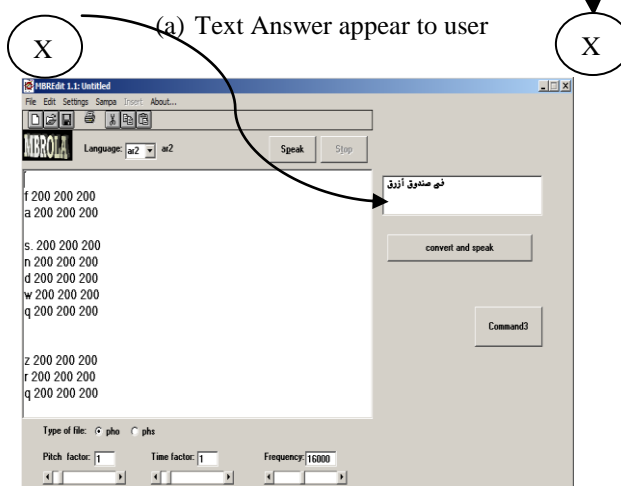 (a) Text Answer appear to user
X
X
MBREdit 1.1: Untitled
File Edit Settings Sampa Insert About...
MBROLA
Language: ar2 ar2
Speak Stop
f 200 200 200
a 200 200 200
s. 200 200 200
n 200 200 200
d 200 200 200
w 200 200 200
q 200 200 200
z 200 200 200
r 200 200 200
q 200 200 200
في صندوق أزرق
convert and speak
Command3
Type of file: pho phs
Pitch factor: 1 Time factor: 1 Frequency: 16000